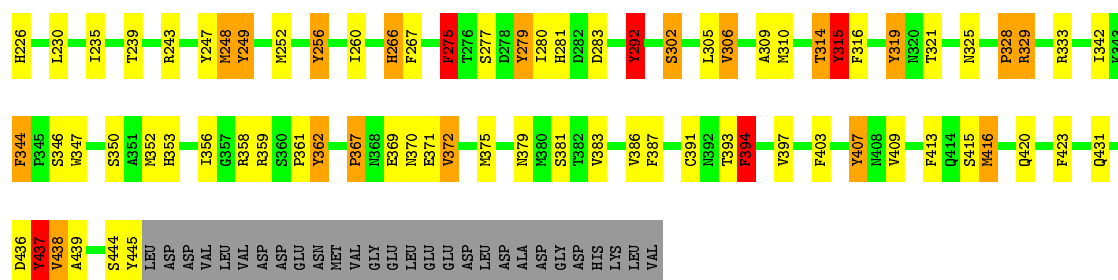 H226 L230 I235 T239 R243 Y247 M248 Y249 M252 Y256 I260 H266 F267 F275 T276 S277 D278 Y279 I280 H281 D282 D283 Y292 S302 L305 V306 A309 M310 T314 Y315 F316 Y319 N320 T321 N325 P328 R329 R333 I342 K343
F344 P345 S346 W347 S350 A351 M352 H353 I356 G357 R358 R359 S360 P361 Y362 P367 N368 E369 N370 E371 V372 M375 N379 N380 S381 T382 V383 V386 F387 C391 N392 T393 F394 V397 F403 Y407 N408 V409 F413 Q414 S415 M416 Q420 F423 Q431
D436 Y437 V438 A439 S444 Y445 LEU ASP ASP VAL LEU VAL ASP ASP GLU ASN MET VAL GLY GLU LEU GLU GLU ASP LEU ASP ALA ASP GLY ASP HIS LYS LEU VAL